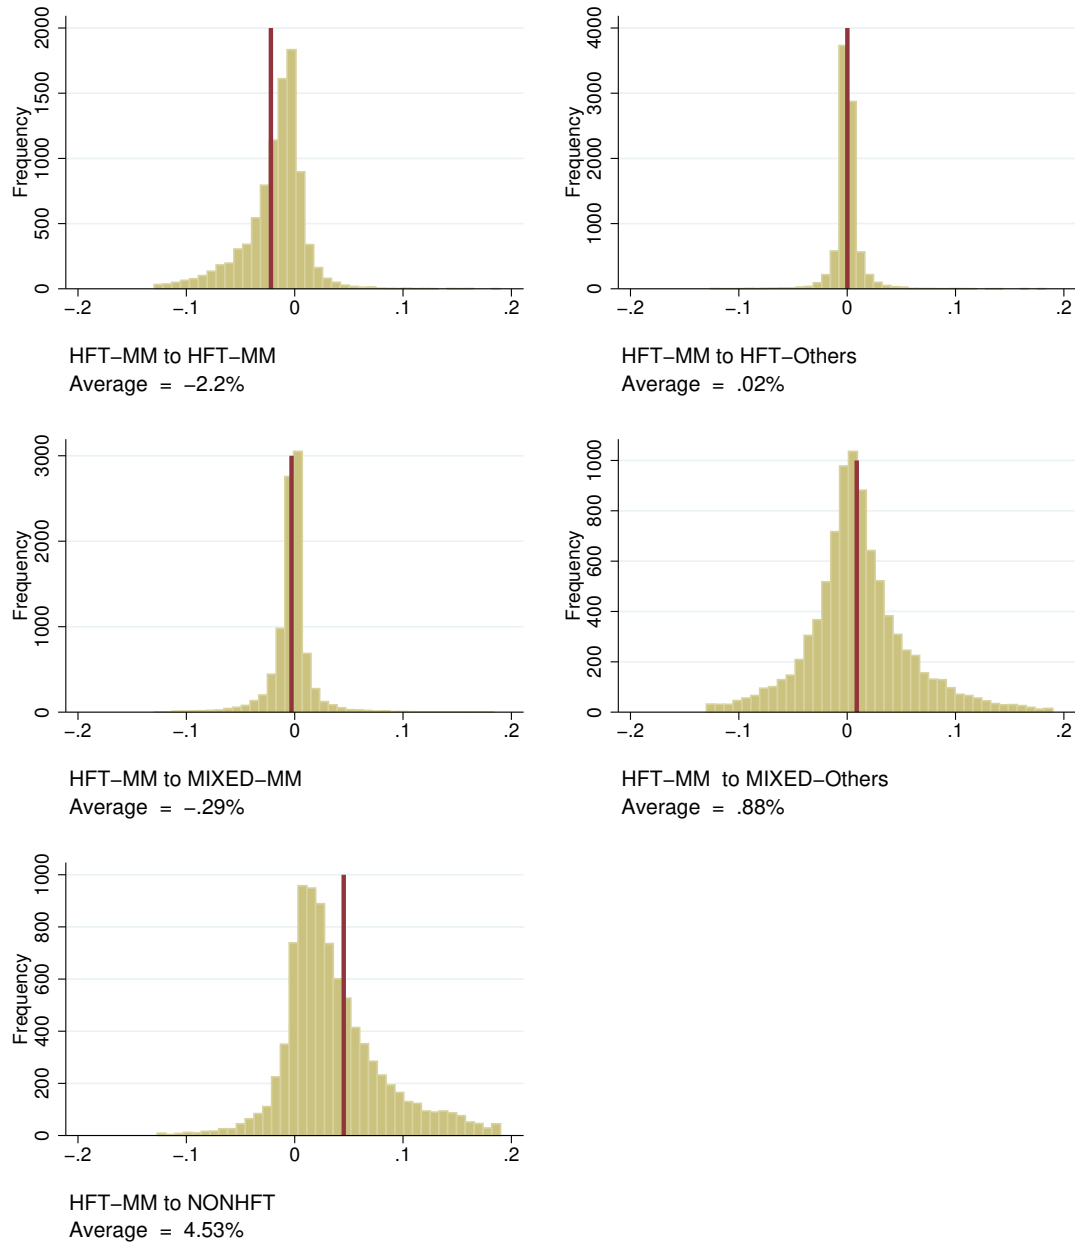 Frequency
0 500 1000 1500 2000
−.2 −.1 0 .1 .2
HFT−MM to HFT−MM
Average = −2.2%
Frequency
0 1000 2000 3000 4000
−.2 −.1 0 .1 .2
HFT−MM to HFT−Others
Average = .02%
Frequency
0 1000 2000 3000
−.2 −.1 0 .1 .2
HFT−MM to MIXED−MM
Average = −.29%
Frequency
0 200 400 600 800 1000
−.2 −.1 0 .1 .2
HFT−MM to MIXED−Others
Average = .88%
Frequency
0 200 400 600 800 1000
−.2 −.1 0 .1 .2
HFT−MM to NONHFT
Average = 4.53%